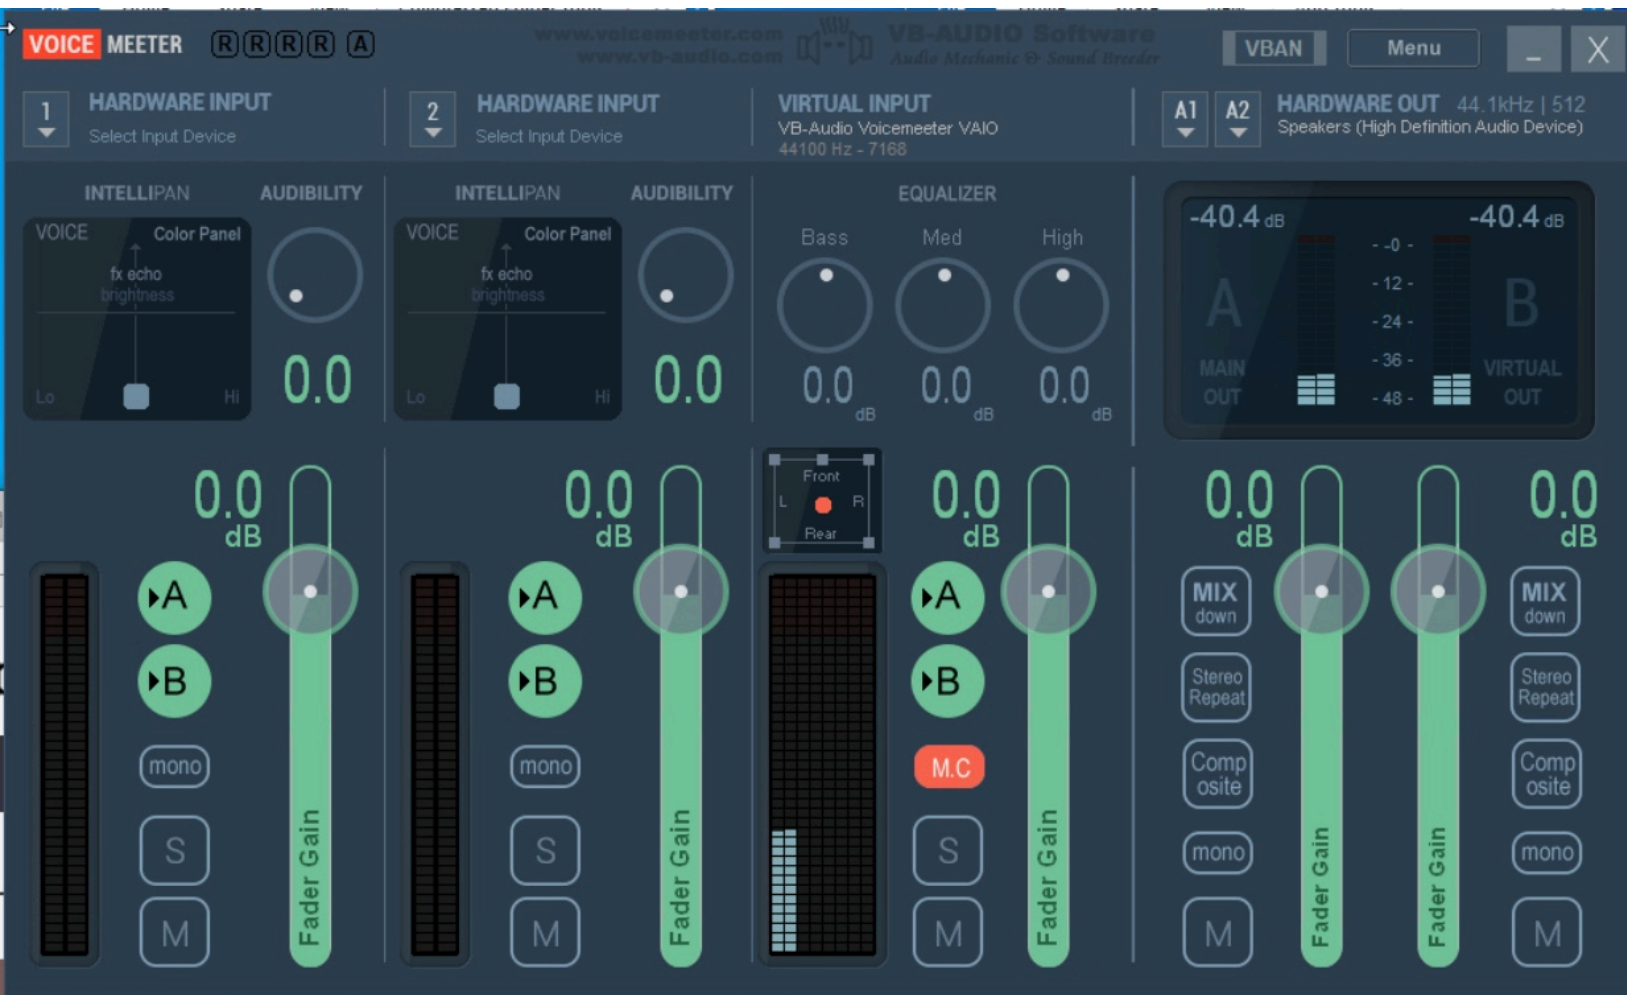 VOICE MEETER R R R R A
www.voicemeeter.com
www.vb-audio.com
VB-AUDIO Software
Audio Mechanic & Sound Breeder
VBAN
Menu
_
X
1
HARDWARE INPUT
Select Input Device
2
HARDWARE INPUT
Select Input Device
VIRTUAL INPUT
VB-Audio Voicemeeter VAIO
44100 Hz - 7168
A1 A2
HARDWARE OUT 44.1kHz | 512
Speakers (High Definition Audio Device)
INTELLIPAN
AUDIBILITY
VOICE
Color Panel
fx echo
brightness
Lo
Hi
0.0
INTELLIPAN
AUDIBILITY
VOICE
Color Panel
fx echo
brightness
Lo
Hi
0.0
EQUALIZER
Bass Med High
0.0 dB 0.0 dB 0.0 dB
-40.4 dB
-40.4 dB
- -0 -
- 12 -
- 24 -
- 36 -
- 48 -
A
MAIN
OUT
B
VIRTUAL
OUT
0.0
dB
A
B
mono
S
M
Fader Gain
0.0
dB
A
B
mono
S
M
Fader Gain
Front
L R
Rear
0.0
dB
A
B
M.C
S
M
Fader Gain
0.0
dB
MIX
down
Stereo
Repeat
Comp
osite
mono
M
Fader Gain
Fader Gain
0.0
dB
MIX
down
Stereo
Repeat
Comp
osite
mono
M